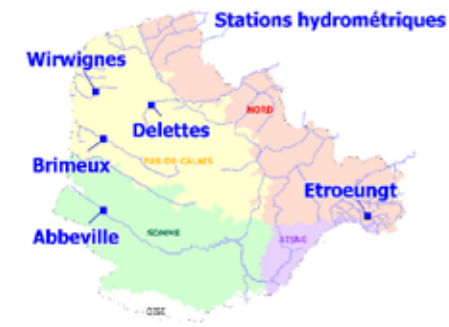 Stations hydrométriques
Wirwignes
NORD
Delettes
PAS-DE-CALAIS
Brimeux
Etroeungt
Abbeville
SOMME
AISNE
OISE